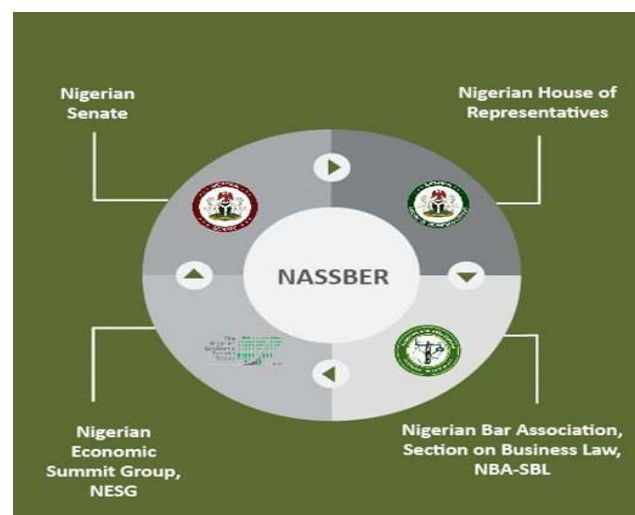 Nigerian
Senate
Nigerian House of
Representatives
NASSBER
Nigerian
Economic
Summit Group,
NESG
Nigerian Bar Association,
Section on Business Law,
NBA-SBL